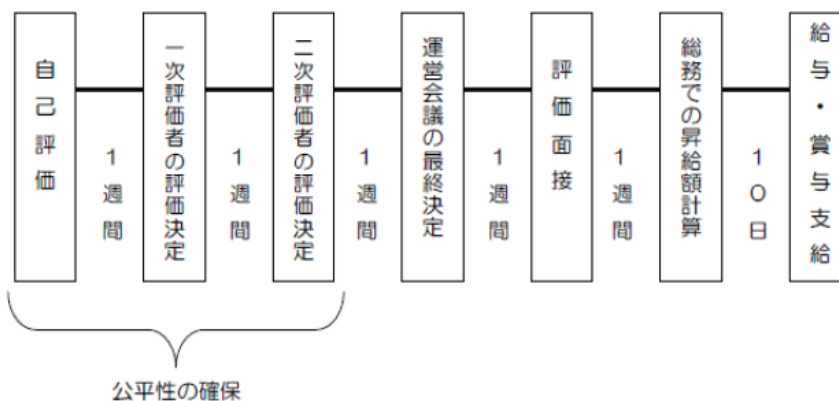 自己評価
1週間
一次評価者の評価決定
1週間
二次評価者の評価決定
1週間
運営会議の最終決定
1週間
評価面接
1週間
総務での昇給額計算
10日
給与・賞与支給
公平性の確保